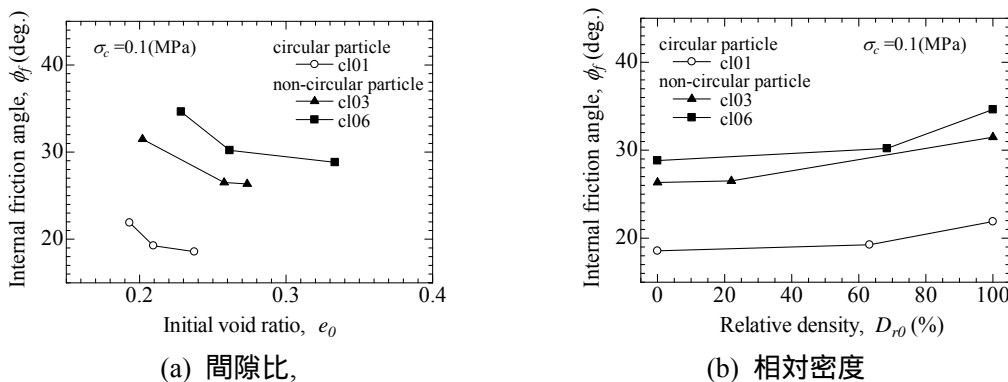 σc =0.1(MPa)
circular particle
cl01
non-circular particle
cl03
cl06
40
30
20
0.2
0.3
0.4
Internal friction angle, ϕf (deg.)
Initial void ratio, e0
(a) 間隙比,
circular particle
cl01
non-circular particle
cl03
cl06
σc =0.1(MPa)
40
30
20
0
20
40
60
80
100
Internal friction angle, ϕf (deg.)
Relative density, Dr0 (%)
(b) 相対密度